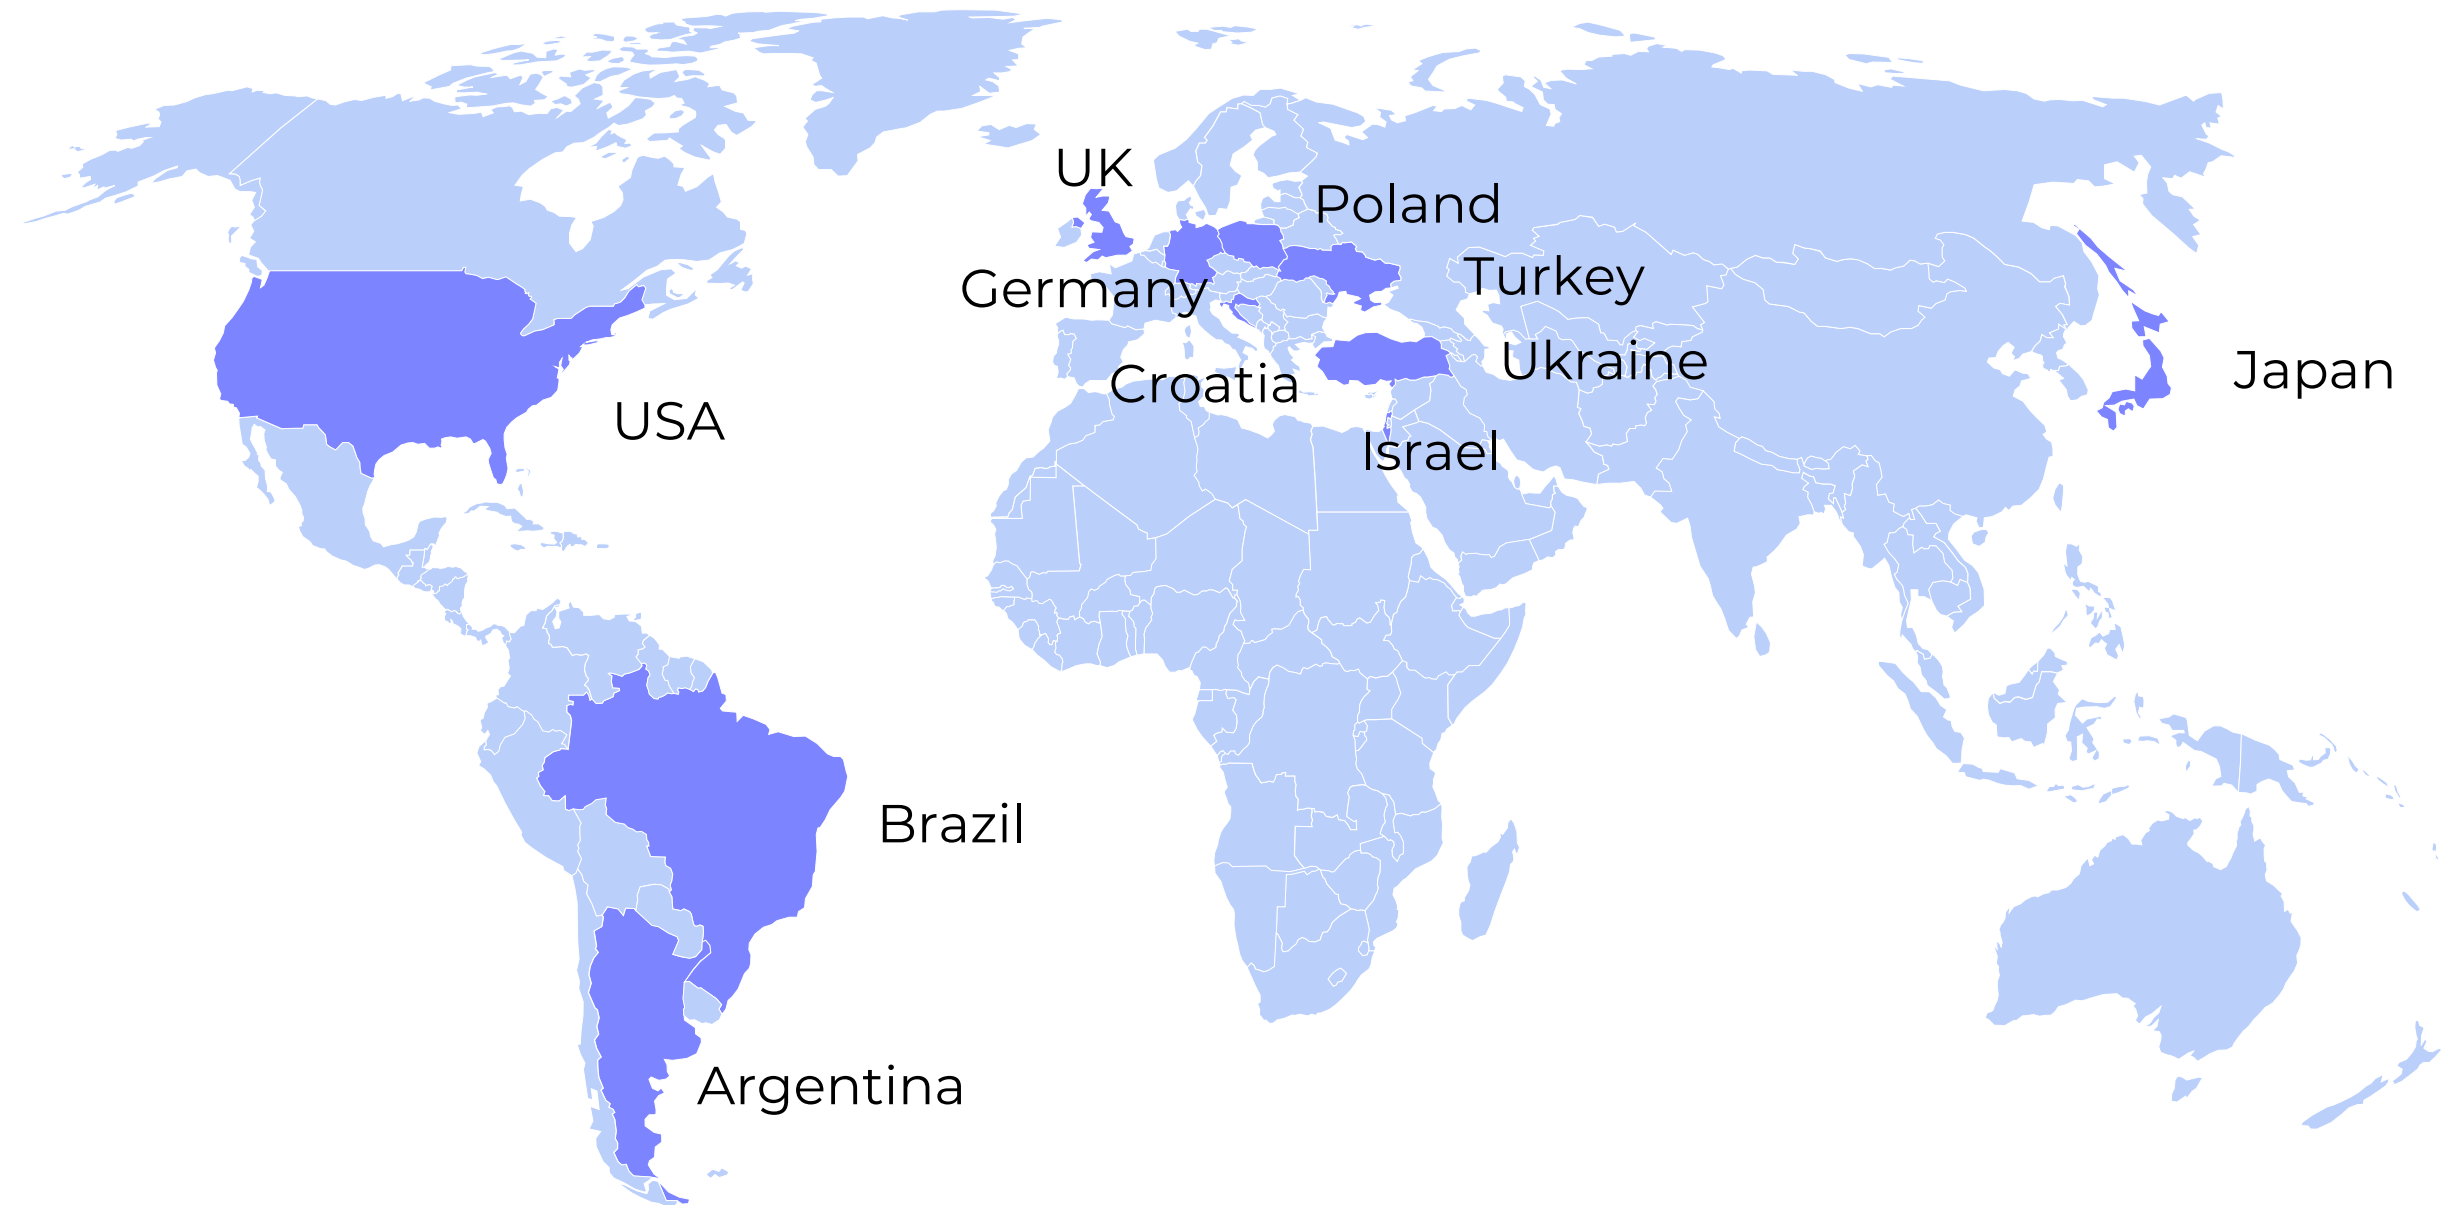 UK
Poland
Germany
Turkey
Ukraine
Japan
Croatia
USA
Israel
Brazil
Argentina